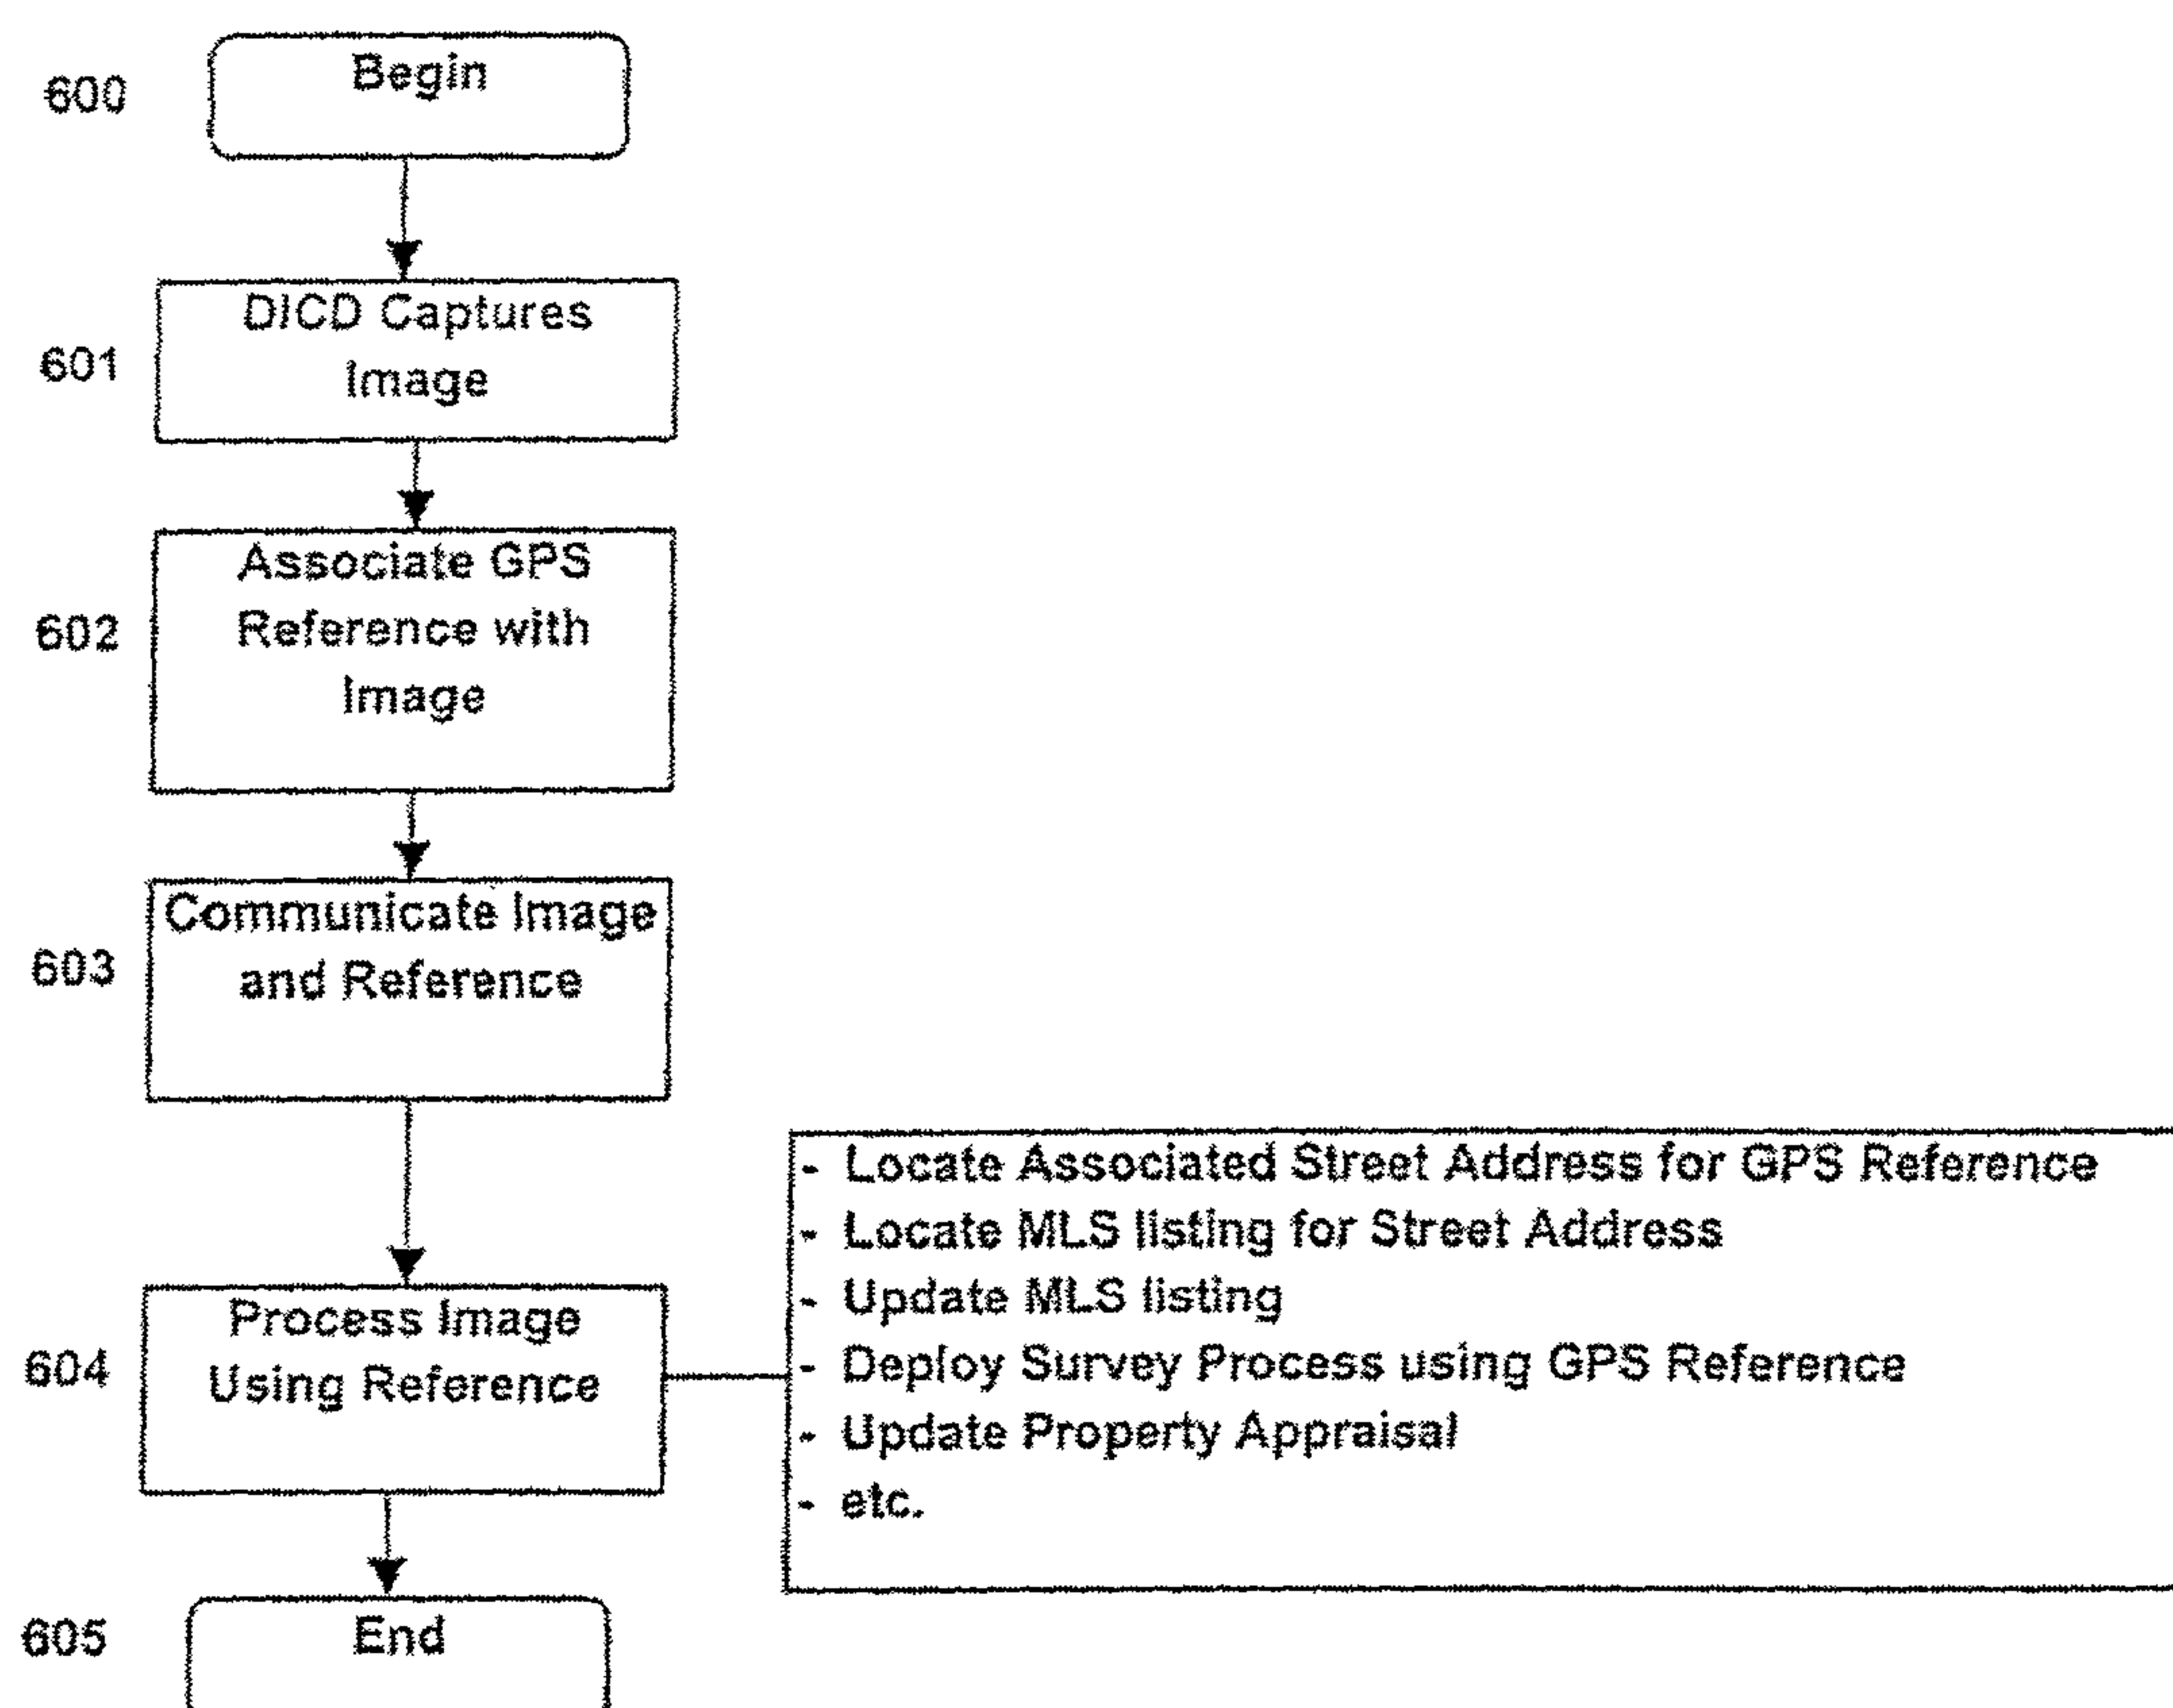 600
Begin
601
DICD Captures
Image
602
Associate GPS
Reference with
Image
603
Communicate Image
and Reference
604
Process Image
Using Reference
- Locate Associated Street Address for GPS Reference
- Locate MLS listing for Street Address
- Update MLS listing
- Deploy Survey Process using GPS Reference
- Update Property Appraisal
- etc.
605
End